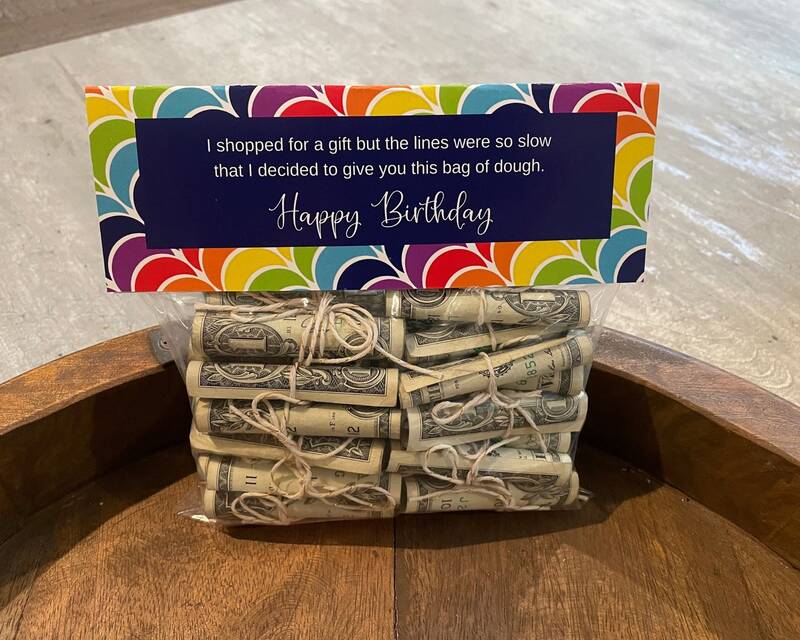 I shopped for a gift but the lines were so slow
that I decided to give you this bag of dough.
Happy Birthday